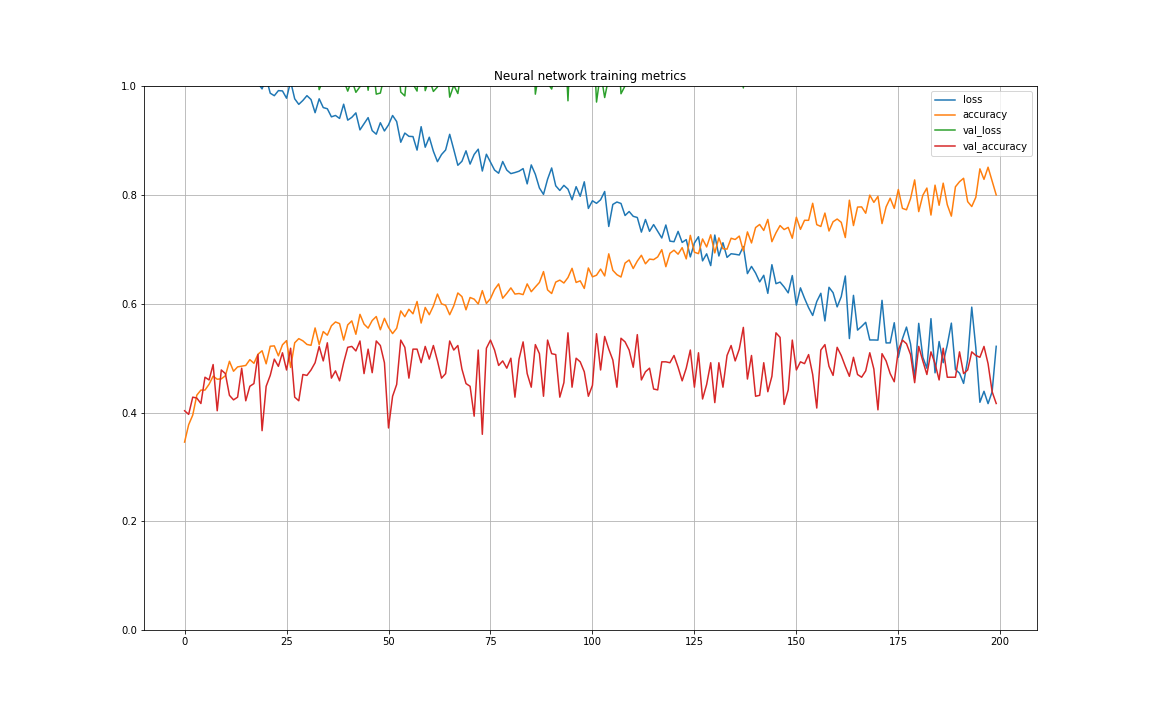 Neural network training metrics
1.0
0.8
0.6
0.4
0.2
0.0
loss
accuracy
val_loss
val_accuracy
0 25 50 75 100 125 150 175 200